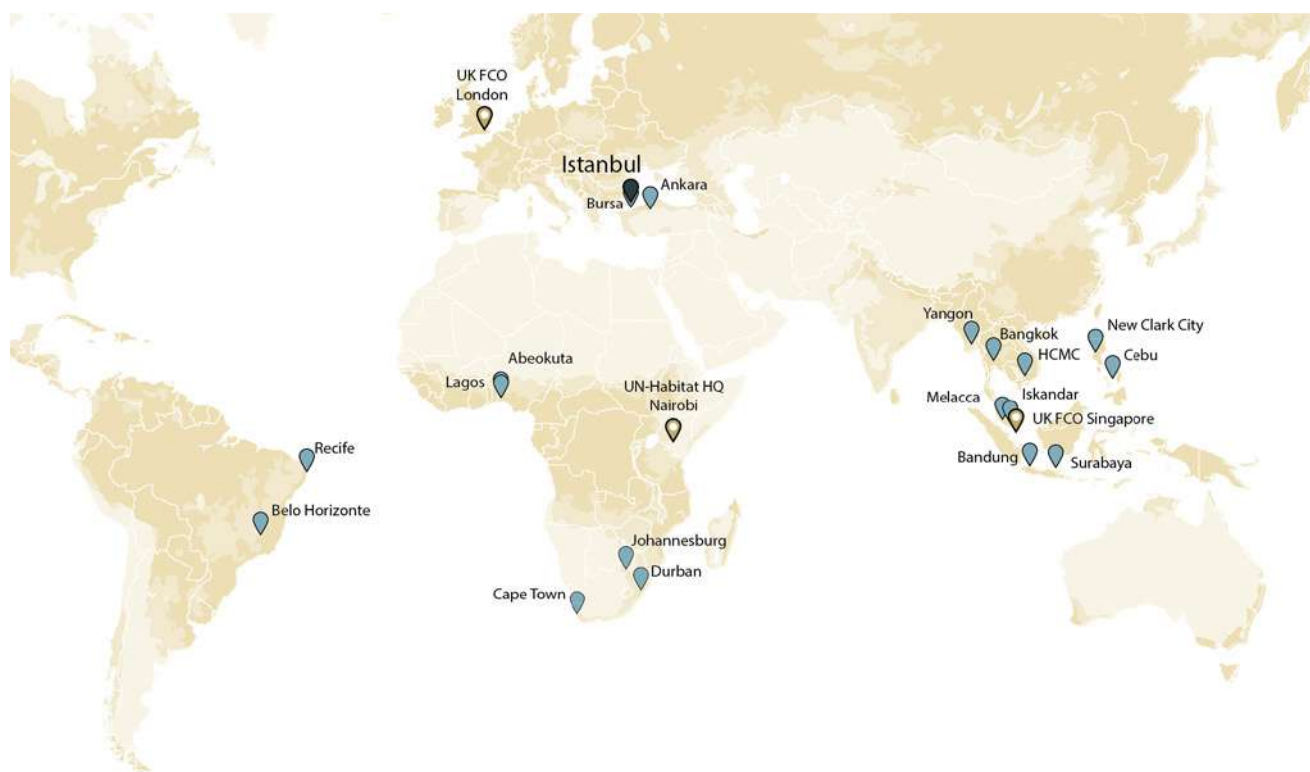 UK FCO
London
Istanbul
Ankara
Bursa
Yangon
New Clark City
Bangkok
HCMC
Cebu
Abeokuta
Lagos
UN-Habitat HQ
Nairobi
Melacca
Iskandar
UK FCO Singapore
Recife
Bandung
Surabaya
Belo Horizonte
Johannesburg
Durban
Cape Town